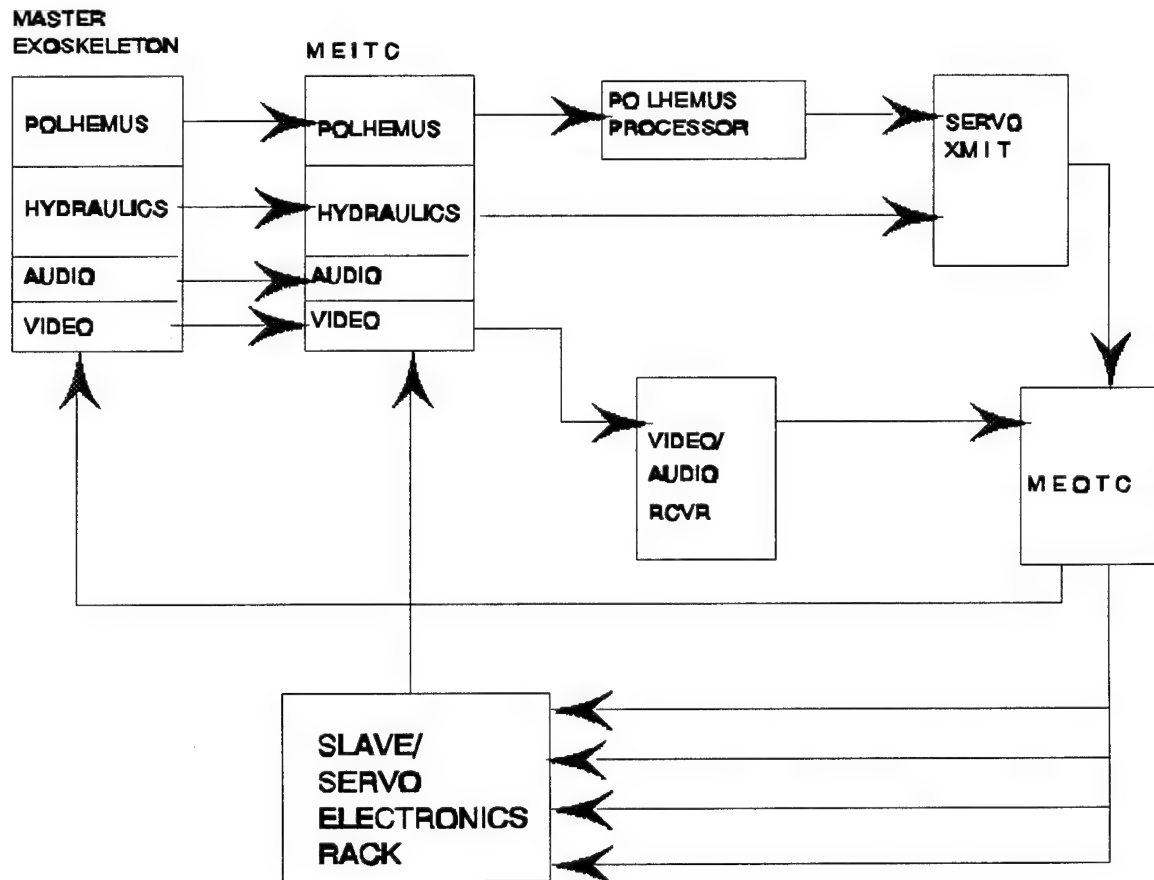 MASTER
EXOSKELETON
POLHEMUS
HYDRAULICS
AUDIO
VIDEO
MEITC
POLHEMUS
HYDRAULICS
AUDIO
VIDEO
POLHEMUS
PROCESSOR
SERVO
XMIT
VIDEO/
AUDIO
RCVR
MEOTC
SLAVE/
SERVO
ELECTRONICS
RACK